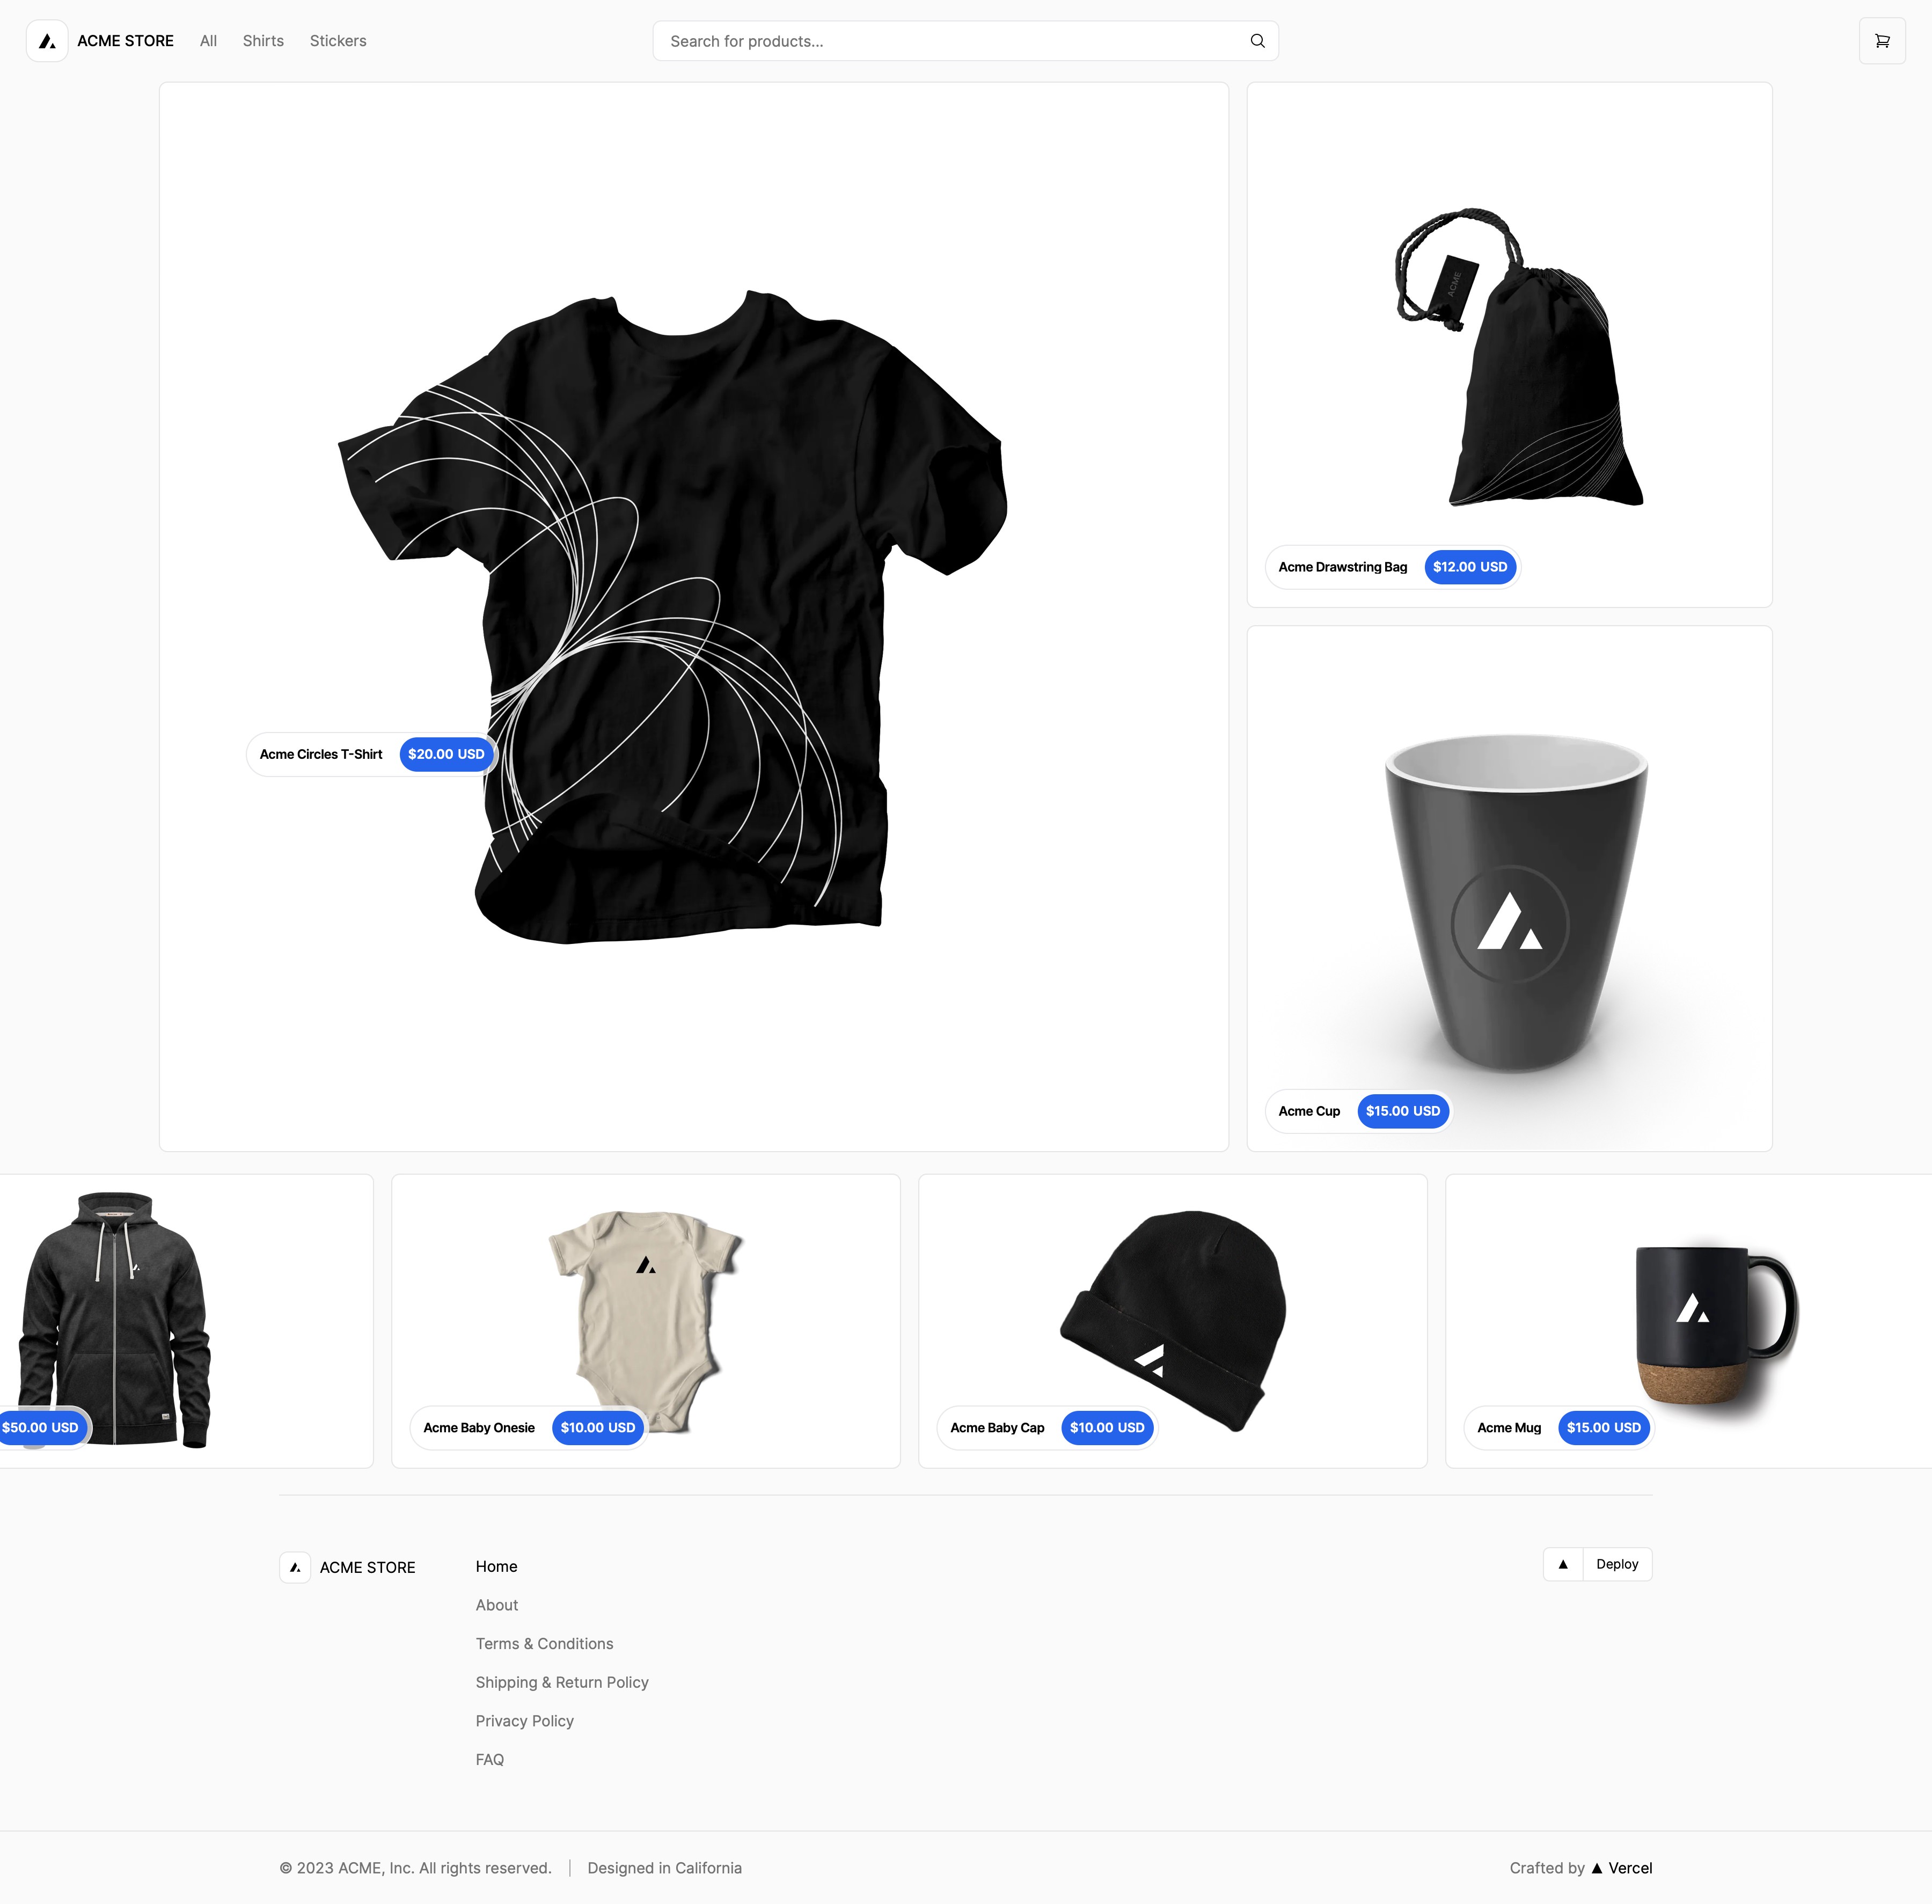 ACME STORE
All
Shirts
Stickers
Search for products...
ACME
Acme Drawstring Bag $12.00 USD
Acme Circles T-Shirt $20.00 USD
Acme Cup $15.00 USD
$50.00 USD
Acme Baby Onesie $10.00 USD
Acme Baby Cap $10.00 USD
Acme Mug $15.00 USD
ACME STORE
Home
About
Terms & Conditions
Shipping & Return Policy
Privacy Policy
FAQ
Deploy
© 2023 ACME, Inc. All rights reserved.
Designed in California
Crafted by ▲ Vercel